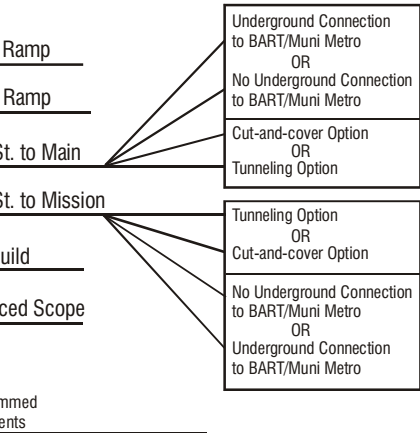 Ramp
Ramp
St. to Main
St. to Mission
uild
ced Scope
mmed
ents
Underground Connection
to BART/Muni Metro
OR
No Underground Connection
to BART/Muni Metro
Cut-and-cover Option
OR
Tunneling Option
Tunneling Option
OR
Cut-and-cover Option
No Underground Connection
to BART/Muni Metro
OR
Underground Connection
to BART/Muni Metro